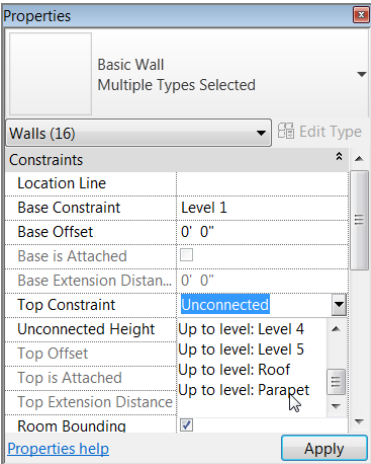 Properties
Basic Wall
Multiple Types Selected
Walls (16)
Edit Type
Constraints
Location Line
Base Constraint Level 1
Base Offset 0' 0"
Base is Attached
Base Extension Distan... 0' 0"
Top Constraint Unconnected
Unconnected Height Up to level: Level 4
Top Offset Up to level: Level 5
Top is Attached Up to level: Roof
Top Extension Distance Up to level: Parapet
Room Bounding
Properties help Apply